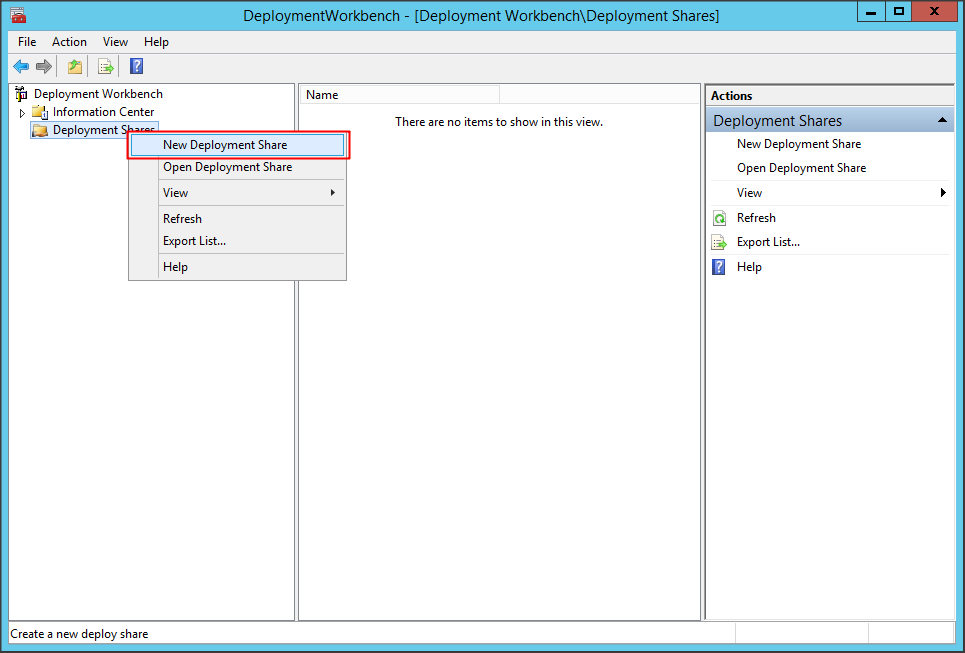 DeploymentWorkbench - [Deployment Workbench\Deployment Shares]
File Action View Help
Deployment Workbench
Information Center
Deployment Shares
New Deployment Share
Open Deployment Share
View
Refresh
Export List...
Help
Name
There are no items to show in this view.
Actions
Deployment Shares
New Deployment Share
Open Deployment Share
View
Refresh
Export List...
Help
Create a new deploy share